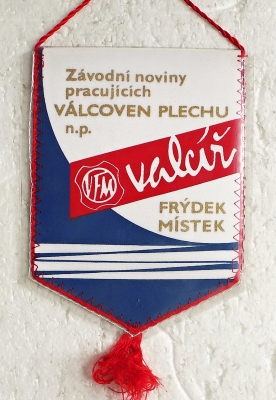 Závodní noviny
pracujících
VÁLCOVEN PLECHU
n.p.
VFM
valcíř
FRÝDEK
MÍSTEK